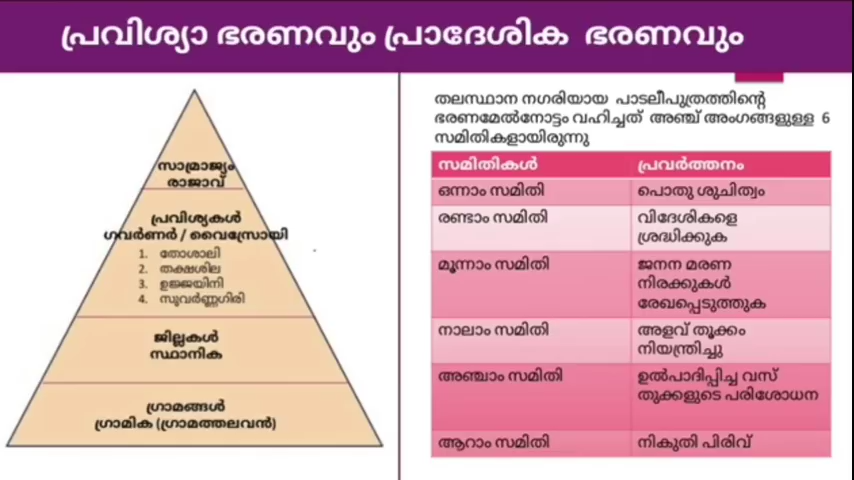 പ്രവിശ്യാ ഭരണവും പ്രാദേശിക ഭരണവും
സാമ്രാജ്യം
രാജാവ്
പ്രവിശ്യകൾ
ഗവർണർ / വൈസ്രോയി
1. തോശാലി
2. തക്ഷശില
3. ഉജ്ജയിനി
4. സുവർണ്ണഗിരി
ജില്ലകൾ
സ്ഥാനിക
ഗ്രാമങ്ങൾ
ഗ്രാമിക (ഗ്രാമത്തലവൻ)
തലസ്ഥാന നഗരിയായ പാടലീപുത്രത്തിന്റെ
ഭരണമേൽനോട്ടം വഹിച്ചത് അഞ്ച് അംഗങ്ങളുള്ള 6
സമിതികളായിരുന്നു
സമിതികൾ പ്രവർത്തനം
ഒന്നാം സമിതി പൊതു ശുചിത്വം
രണ്ടാം സമിതി വിദേശികളെ
ശ്രദ്ധിക്കുക
മൂന്നാം സമിതി ജനന മരണ
നിരക്കുകൾ
രേഖപ്പെടുത്തുക
നാലാം സമിതി അളവ് തൂക്കം
നിയന്ത്രിച്ചു
അഞ്ചാം സമിതി ഉൽപാദിപ്പിച്ച വസ്
തുക്കളുടെ പരിശോധന
ആറാം സമിതി നികുതി പിരിവ്